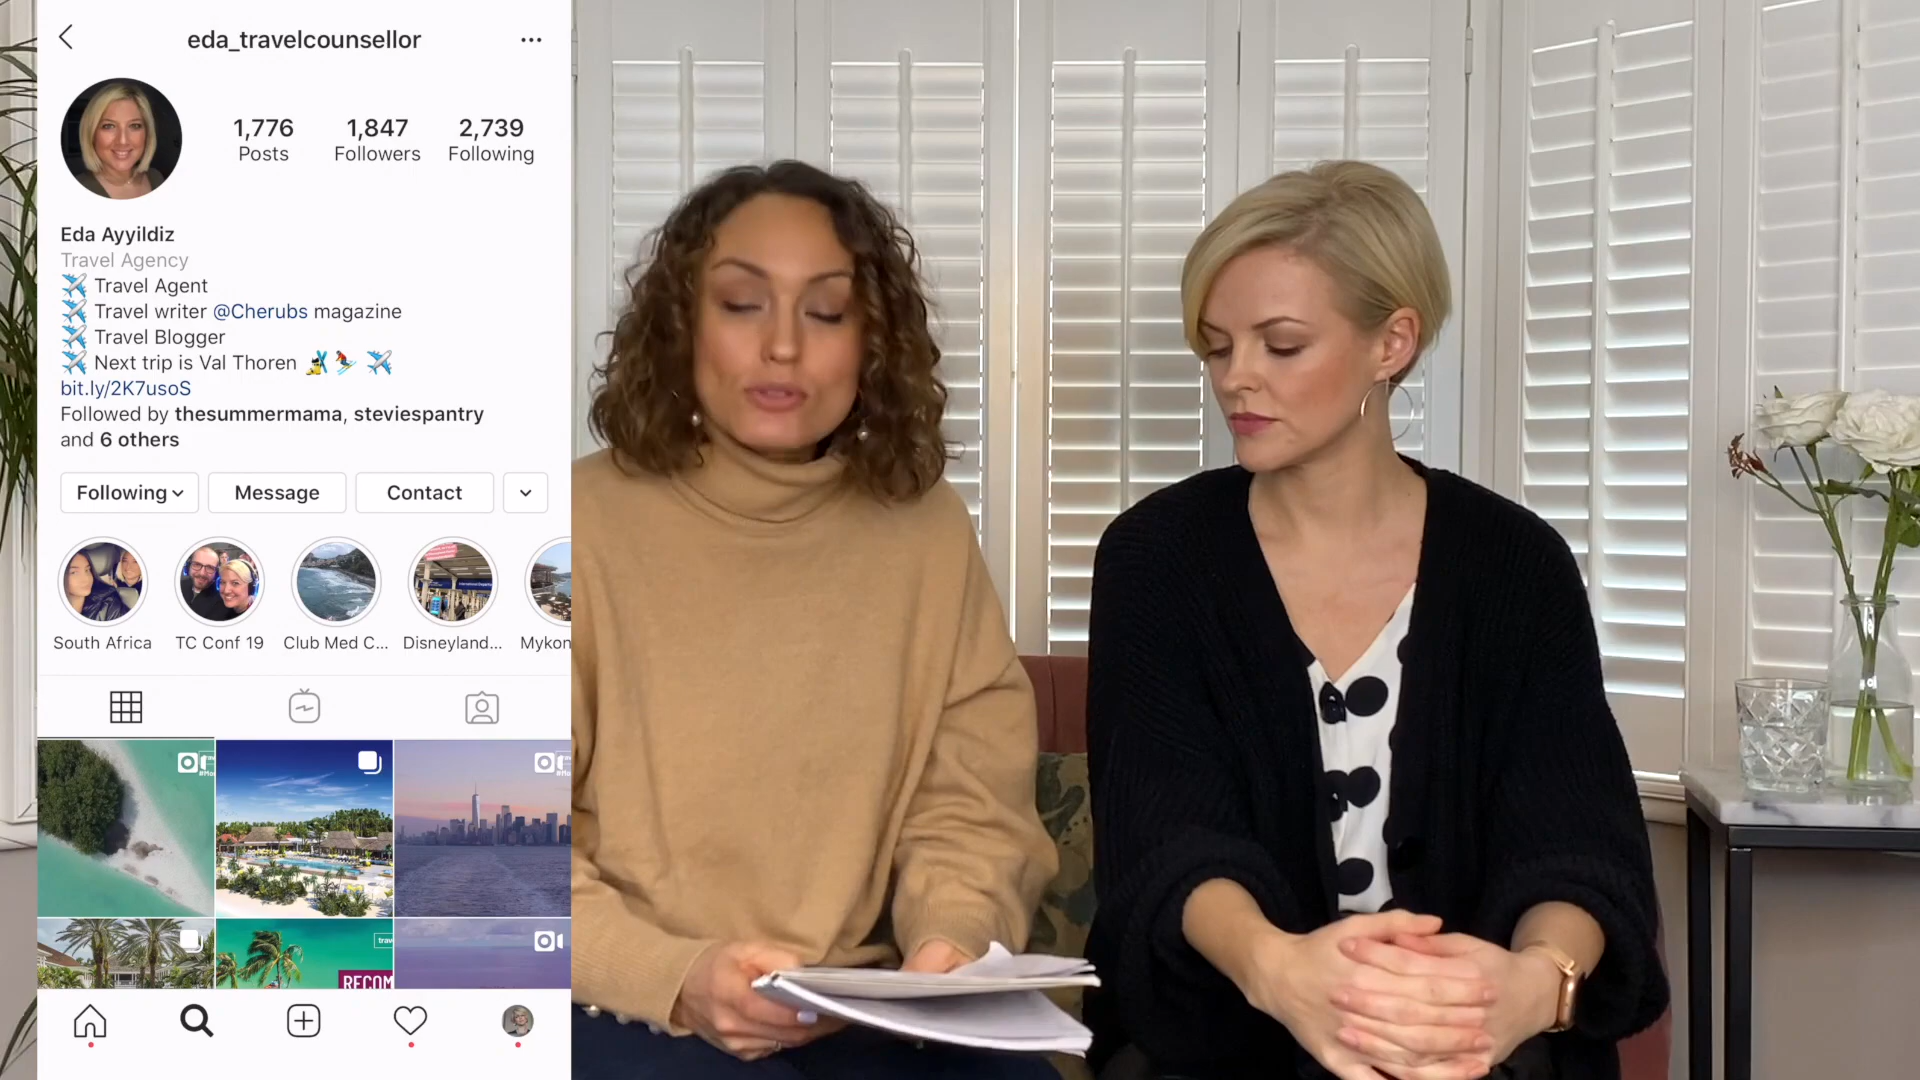 eda_travelcounsellor
1,776 1,847 2,739
Posts Followers Following
Eda Ayyildiz
Travel Agency
Travel Agent
Travel writer @Cherubs magazine
Travel Blogger
Next trip is Val Thoren
bit.ly/2K7usoS
Followed by thesummermama, steviespantry
and 6 others
Following Message Contact
South Africa TC Conf 19 Club Med C... Disneyland... Mykon
trav
RECOM